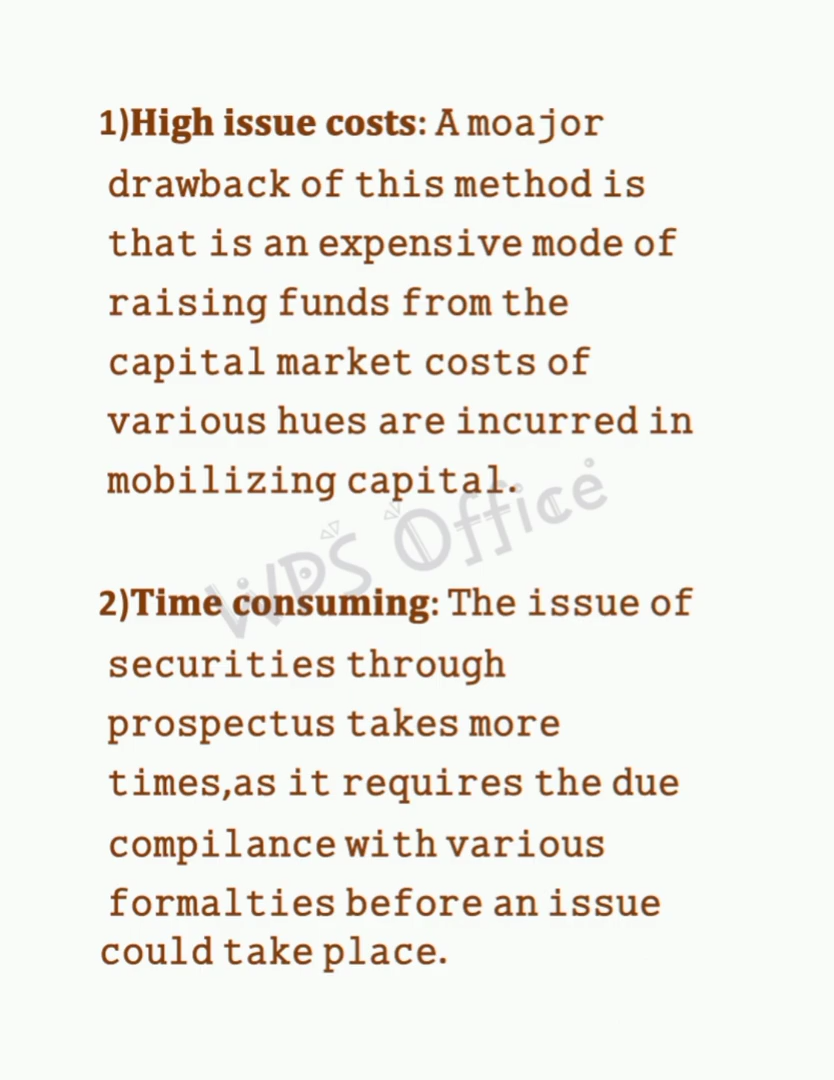 1)High issue costs: A moajor
drawback of this method is
that is an expensive mode of
raising funds from the
capital market costs of
various hues are incurred in
mobilizing capital.
WPS Office
2)Time consuming: The issue of
securities through
prospectus takes more
times,as it requires the due
compilance with various
formalties before an issue
could take place.